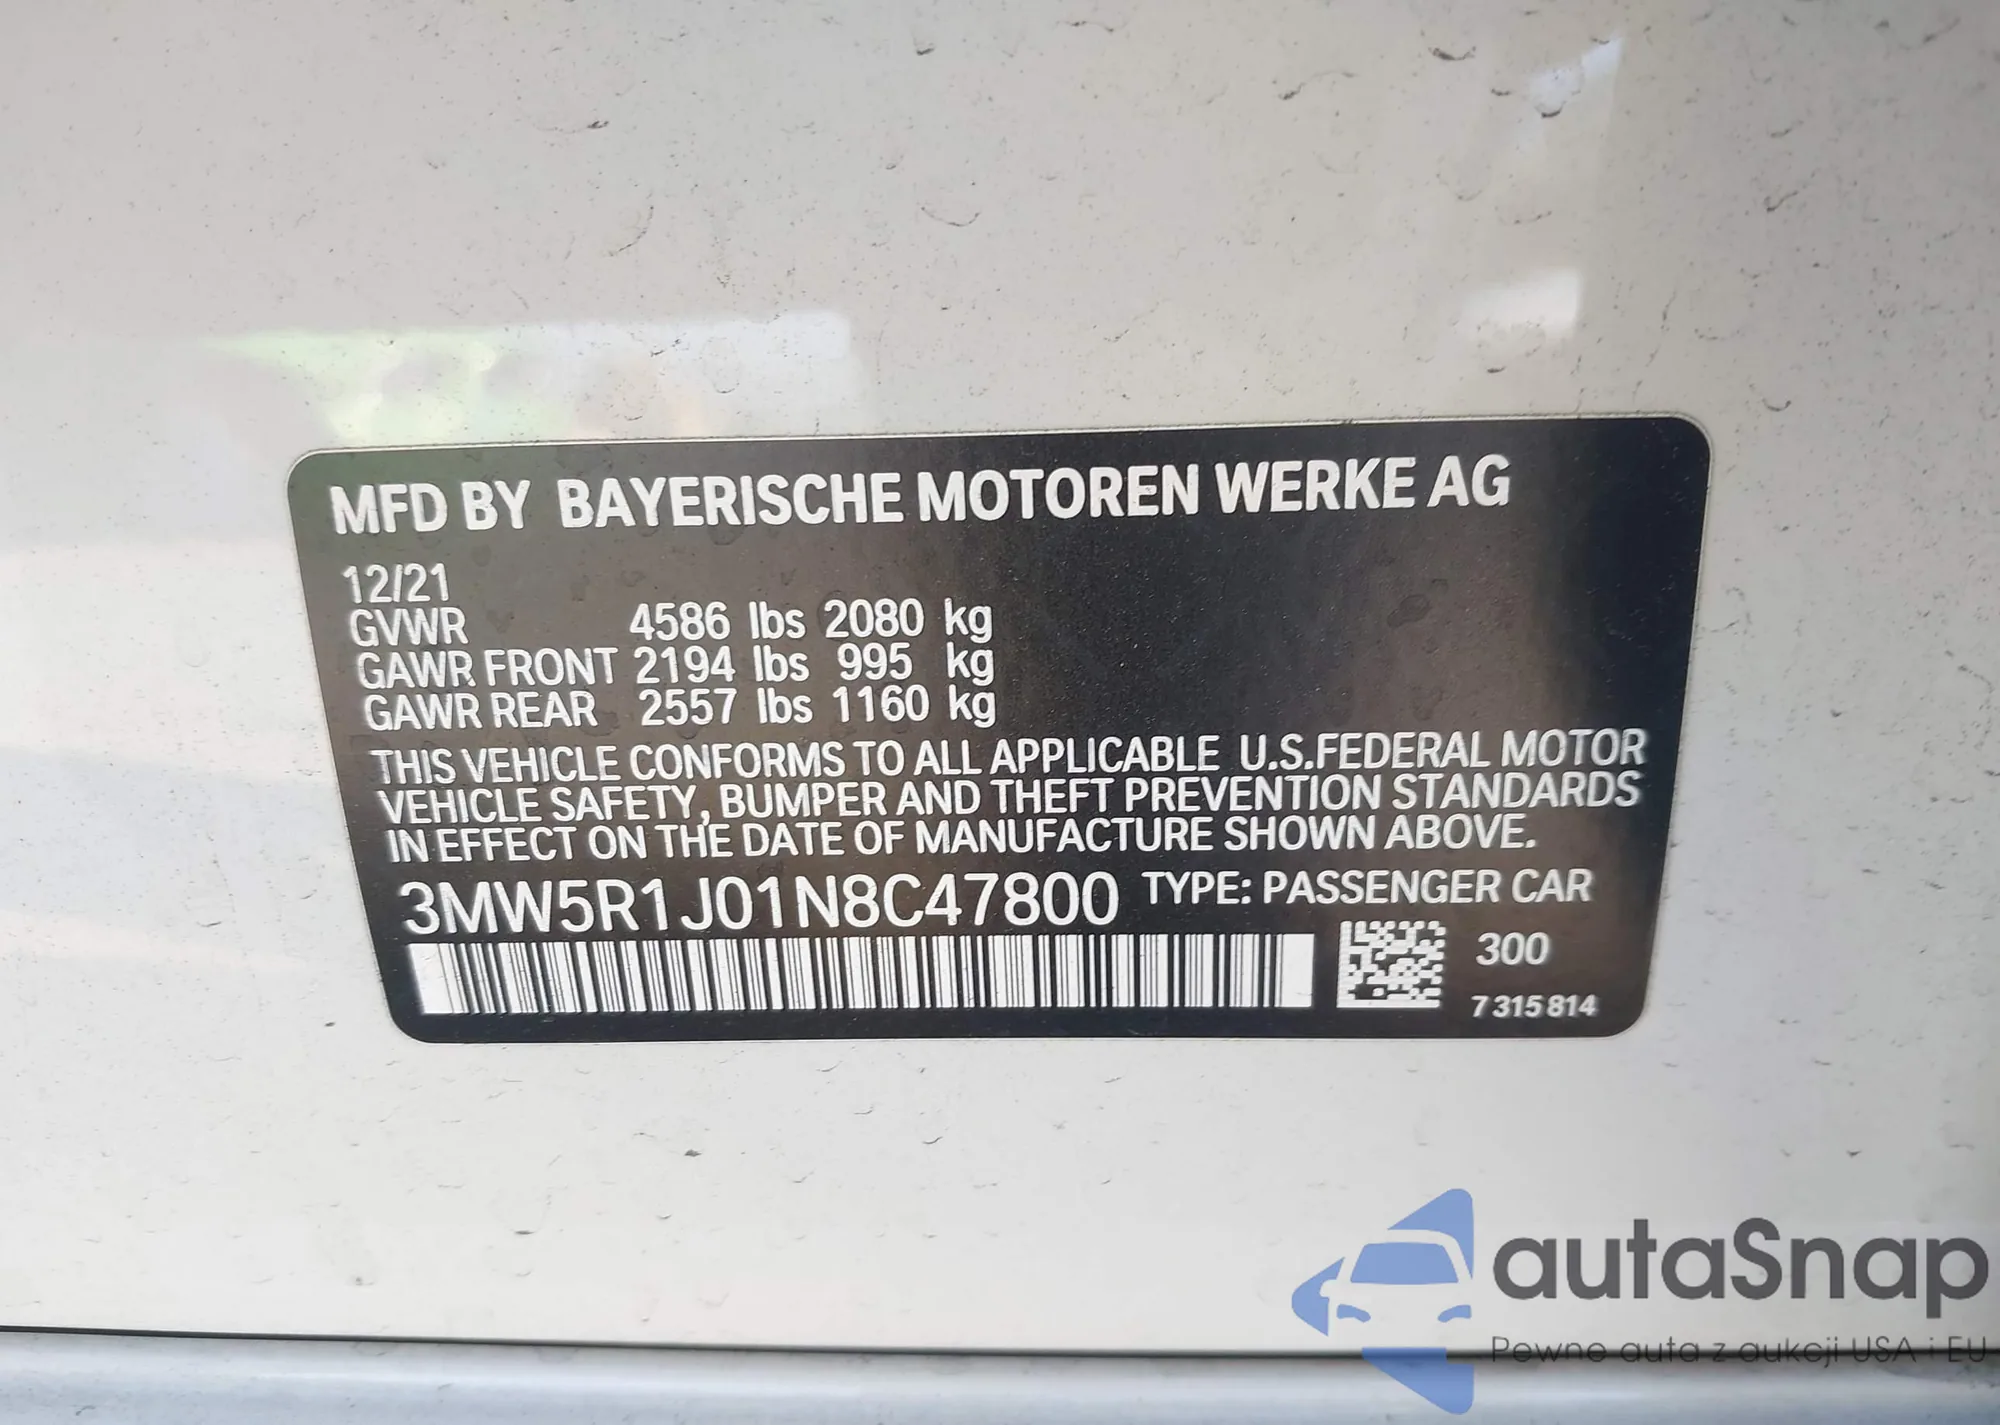 MFD BY BAYERISCHE MOTOREN WERKE AG
12/21
GVWR 4586 lbs 2080 kg
GAWR FRONT 2194 lbs 995 kg
GAWR REAR 2557 lbs 1160 kg
THIS VEHICLE CONFORMS TO ALL APPLICABLE U.S.FEDERAL MOTOR
VEHICLE SAFETY, BUMPER AND THEFT PREVENTION STANDARDS
IN EFFECT ON THE DATE OF MANUFACTURE SHOWN ABOVE.
3MW5R1J01N8C47800 TYPE: PASSENGER CAR
300
7 315 814
autaSnap
Pewne auta z aukcji USA i EU